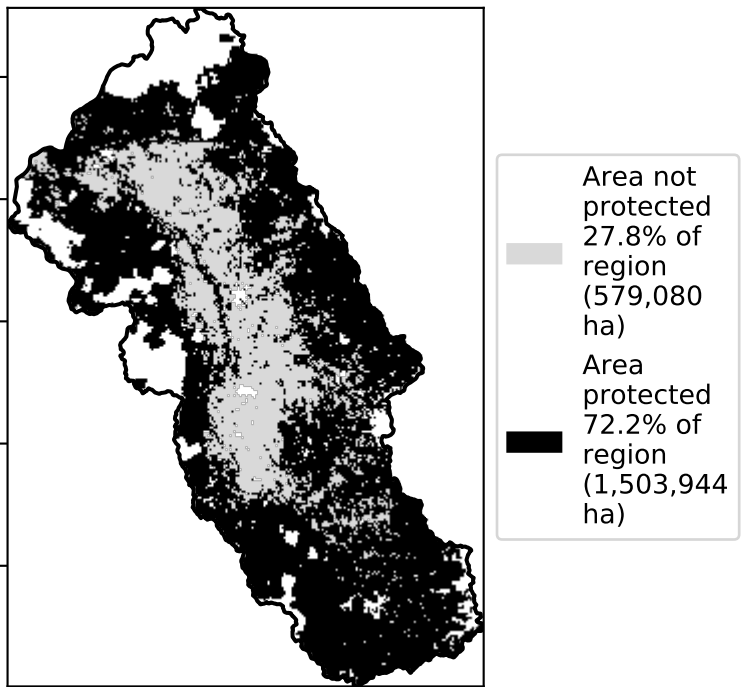 Area not
protected
27.8% of
region
(579,080
ha)
Area
protected
72.2% of
region
(1,503,944
ha)